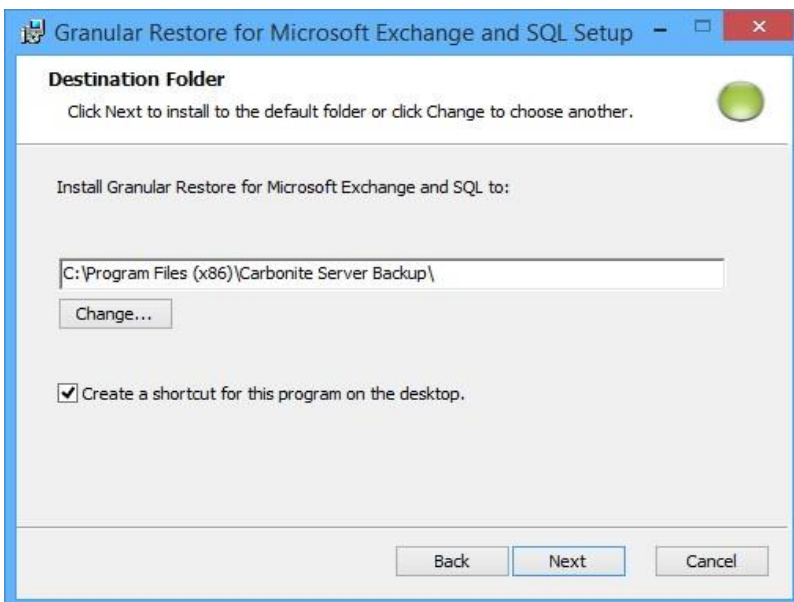 Granular Restore for Microsoft Exchange and SQL Setup
Destination Folder
Click Next to install to the default folder or click Change to choose another.
Install Granular Restore for Microsoft Exchange and SQL to:
C:\Program Files (x86)\Carbonite Server Backup\
Change...
Create a shortcut for this program on the desktop.
Back Next Cancel